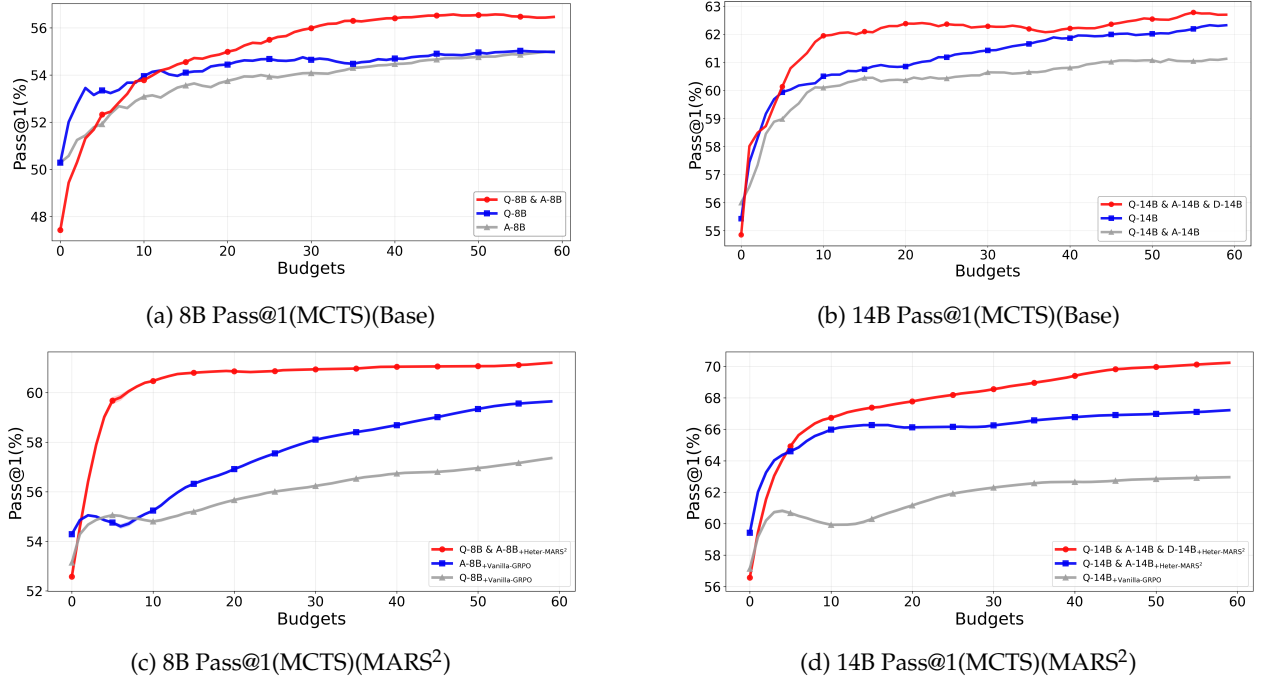 56
54
52
50
48
Pass@1(%)
0 10 20 30 40 50 60
Budgets
Q-8B & A-8B
Q-8B
A-8B
(a) 8B Pass@1(MCTS)(Base)
63
62
61
60
59
58
57
56
55
Pass@1(%)
0 10 20 30 40 50 60
Budgets
Q-14B & A-14B & D-14B
Q-14B
Q-14B & A-14B
(b) 14B Pass@1(MCTS)(Base)
60
58
56
54
52
Pass@1(%)
0 10 20 30 40 50 60
Budgets
Q-8B & A-8B+Heter-MARS²
A-8B+Vanilla-GRPO
Q-8B+Vanilla-GRPO
(c) 8B Pass@1(MCTS)(MARS²)
70
68
66
64
62
60
58
56
Pass@1(%)
0 10 20 30 40 50 60
Budgets
Q-14B & A-14B & D-14B+Heter-MARS²
Q-14B & A-14B+Heter-MARS²
Q-14B+Vanilla-GRPO
(d) 14B Pass@1(MCTS)(MARS²)